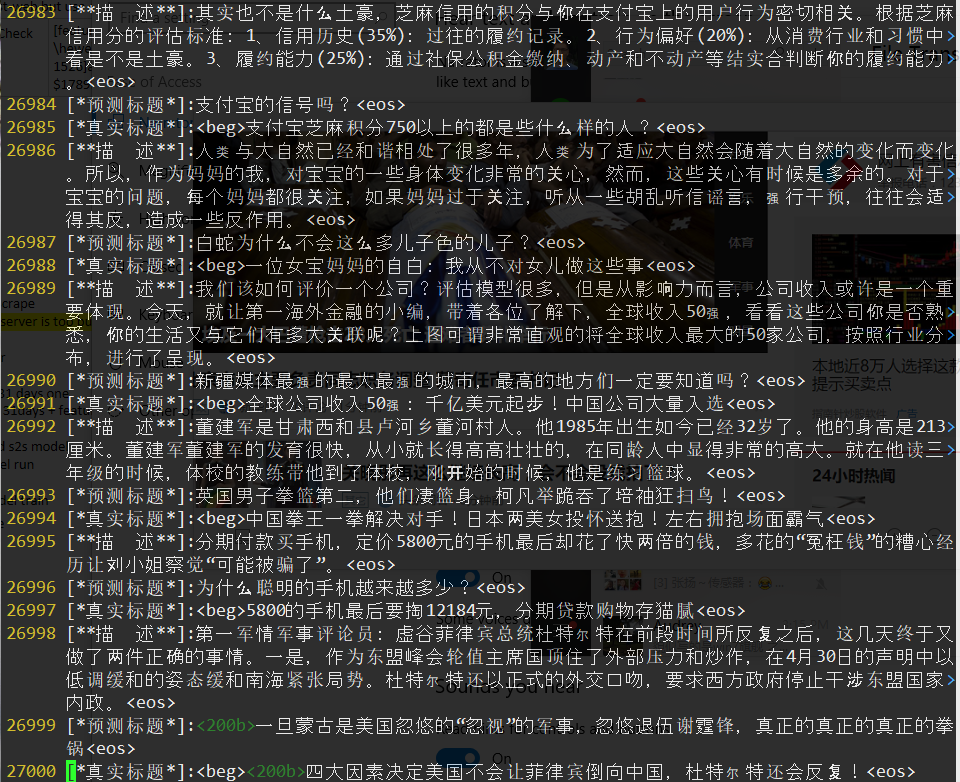 26983 [**描　述**]:其实也不是什么土豪，芝麻信用的积分与你在支付宝上的用户行为密切相关。根据芝麻
信用分的评估标准：1、信用历史(35%)：过往的履约记录。2、行为偏好(20%)：从消费行业和习惯中
看是不是土豪。3、履约能力(25%)：通过社保公积金缴纳、动产和不动产等结实合判断你的履约能力
。<eos>
26984 [*预测标题*]:支付宝的信号吗？<eos>
26985 [*真实标题*]:<beg>支付宝芝麻积分750以上的都是些什么样的人？<eos>
26986 [**描　述**]:人类与大自然已经和谐相处了很多年，人类为了适应大自然会随着大自然的变化而变化
。所以，作为妈妈的我，对宝宝的一些身体变化非常的关心，然而，这些关心有时候是多余的。对于
宝宝的问题，每个妈妈都很关注，如果妈妈过于关注，听从一些胡乱听信谣言，强行干预，往往会适
得其反，造成一些反作用。<eos>
26987 [*预测标题*]:白蛇为什么不会这么多儿子色的儿子？<eos>
26988 [*真实标题*]:<beg>一位女宝妈妈的自白：我从不对女儿做这些事<eos>
26989 [**描　述**]:我们该如何评价一个公司？评估模型很多，但是从影响力而言，公司收入或许是一个重
要体现。今天，就让第一海外金融的小编，带着各位了解下，全球收入50强，看看这些公司你是否熟
悉，你的生活又与它们有多大关联呢？上图可谓非常直观的将全球收入最大的50家公司，按照行业分
布，进行了呈现。<eos>
26990 [*预测标题*]:新疆媒体最强的最大最强的城市，最高的地方们一定要知道吗？<eos>
26991 [*真实标题*]:<beg>全球公司收入50强：千亿美元起步！中国公司大量入选<eos>
26992 [**描　述**]:董建军是甘肃西和县卢河乡董河村人。他1985年出生如今已经32岁了。他的身高是213
厘米。董建军董建军的发育很快，从小就长得高高壮壮的，在同龄人中显得非常的高大。就在他读三
年级的时候，体校的教练带他到了体校，刚开始的时候，他是练习篮球。<eos>
26993 [*预测标题*]:英国男子拳篮第二，他们凄篮身，柯凡举跪吞了培袖狂扫鸟！<eos>
26994 [*真实标题*]:<beg>中国拳王一拳解决对手！日本两美女投怀送抱！左右拥抱场面霸气<eos>
26995 [**描　述**]:分期付款买手机，定价5800元的手机最后却花了快两倍的钱，多花的“冤枉钱”的糟心经
历让刘小姐察觉“可能被骗了”。<eos>
26996 [*预测标题*]:为什么聪明的手机越来越多少？<eos>
26997 [*真实标题*]:<beg>5800的手机最后要掏12184元，分期贷款购物存猫腻<eos>
26998 [**描　述**]:第一军情军事评论员：虚谷菲律宾总统杜特尔特在前段时间所反复之后，这几天终于又
做了两件正确的事情。一是，作为东盟峰会轮值主席国顶住了外部压力和炒作，在4月30日的声明中以
低调缓和的姿态缓和南海紧张局势。杜特尔特还以正式的外交口吻，要求西方政府停止干涉东盟国家
内政。<eos>
26999 [*预测标题*]:<200b>一旦蒙古是美国忽悠的“忽视”的军事，忽悠退伍谢霆锋，真正的真正的真正的拳
锅<eos>
27000 [*真实标题*]:<beg><200b>四大因素决定美国不会让菲律宾倒向中国，杜特尔特还会反复！<eos>